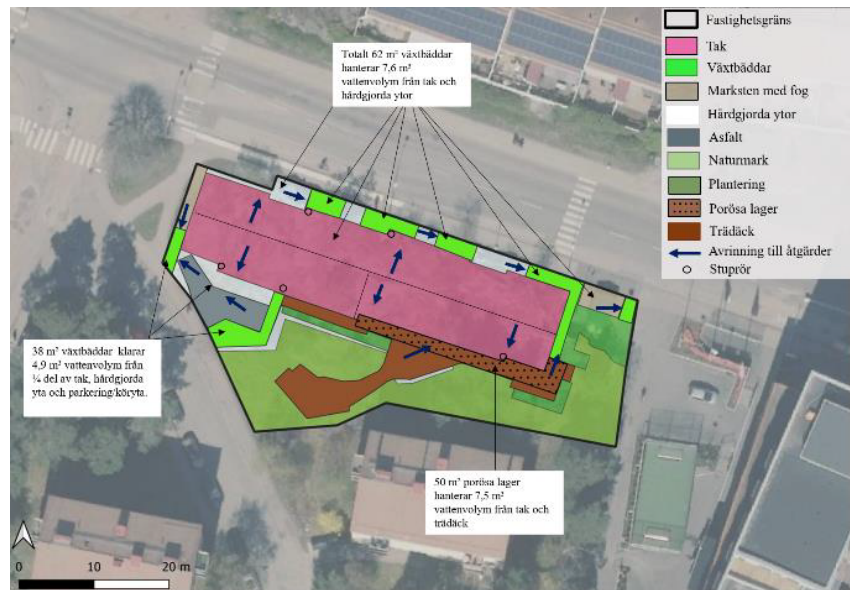 Totalt 62 m² växtbäddar
hanterar 7,6 m³
vattenvolym från tak och
hårdgjorda ytor
Fastighetsgräns
Tak
Växtbäddar
Marksten med fog
Hårdgjorda ytor
Asfalt
Naturmark
Plantering
Porösa lager
Trädäck
Avrinning till åtgärder
Stuprör
38 m² växtbäddar klarar
4,9 m³ vattenvolym från
¼ del av tak, hårdgjorda
yta och parkering/köryta.
50 m² porösa lager
hanterar 7,5 m³
vattenvolym från tak och
trädäck
0 10 20 m